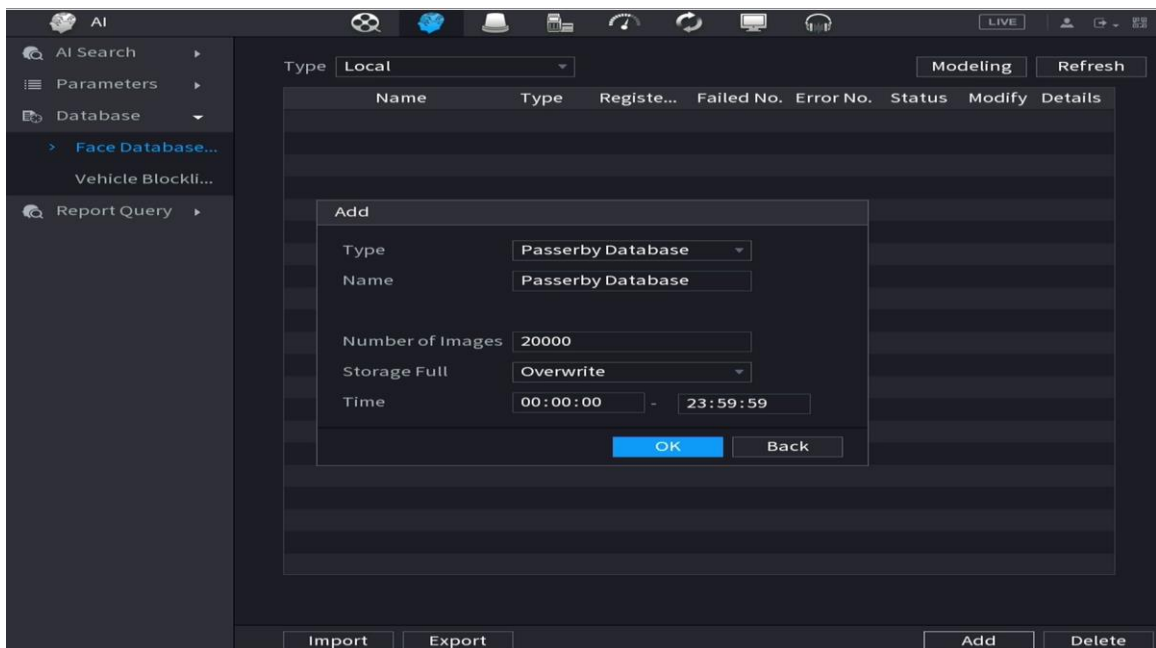 AI LIVE
AI Search
Type Local Modeling Refresh
Parameters
Name Type Registe... Failed No. Error No. Status Modify Details
Database
Face Database...
Vehicle Blockli...
Report Query
Add
Type Passerby Database
Name Passerby Database
Number of Images 20000
Storage Full Overwrite
Time 00:00:00 - 23:59:59
OK Back
Import Export Add Delete